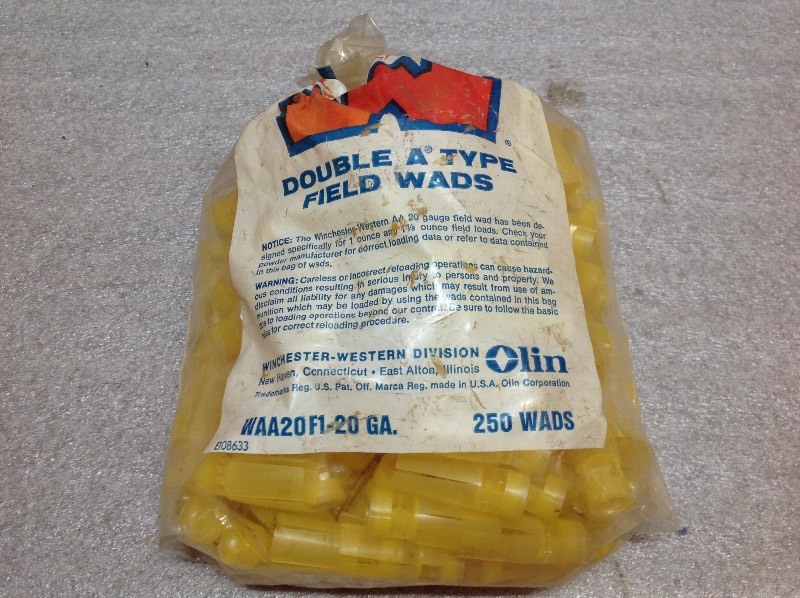 ®
DOUBLE A® TYPE
FIELD WADS
NOTICE: The Winchester-Western AA 20 gauge field wad has been de-
signed specifically for 1 ounce and 1⅛ ounce field loads. Check your
powder manufacturer for correct loading data or refer to data contained
in this bag of wads.
WARNING: Careless or incorrect reloading operations can cause hazard-
ous conditions resulting in serious injury to persons and property. We
disclaim all liability for any damages which may result from use of am-
munition which may be loaded by using the wads contained in this bag
to loading operations beyond our control. Be sure to follow the basic
for correct reloading procedure.
WINCHESTER-WESTERN DIVISION Olin
New Haven, Connecticut • East Alton, Illinois
Trademarks Reg. U.S. Pat. Off. Marca Reg. made in U.S.A. Olin Corporation
WAA20F1-20 GA. 250 WADS
E108633